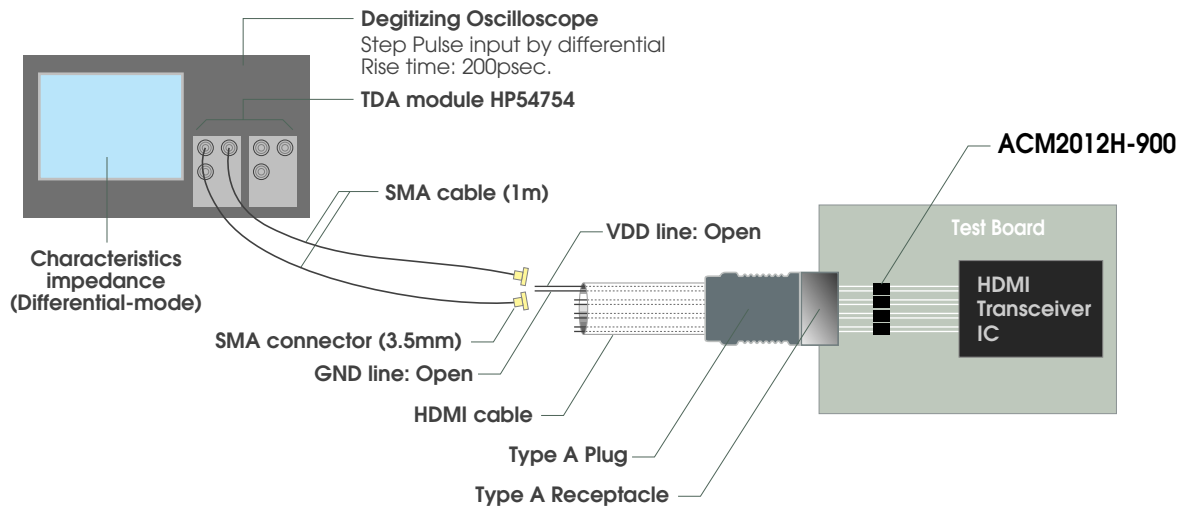 Degitizing Oscilloscope
Step Pulse input by differential
Rise time: 200psec.
TDA module HP54754
ACM2012H-900
SMA cable (1m)
VDD line: Open
Test Board
Characteristics
impedance
(Differential-mode)
HDMI
Transceiver
IC
SMA connector (3.5mm)
GND line: Open
HDMI cable
Type A Plug
Type A Receptacle